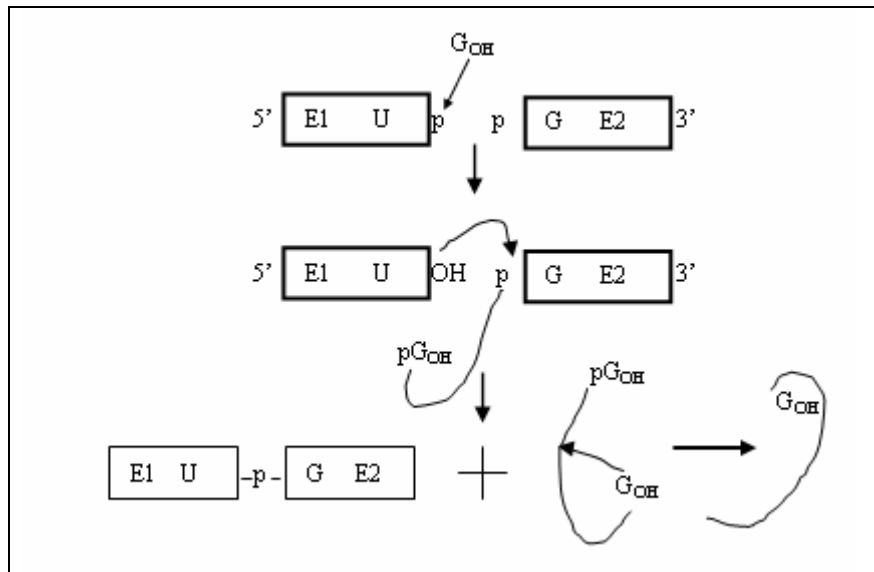 G_OH
5’ E1 U p p G E2 3’
5’ E1 U OH p G E2 3’
pG_OH
pG_OH
G_OH
E1 U –p– G E2 +
G_OH